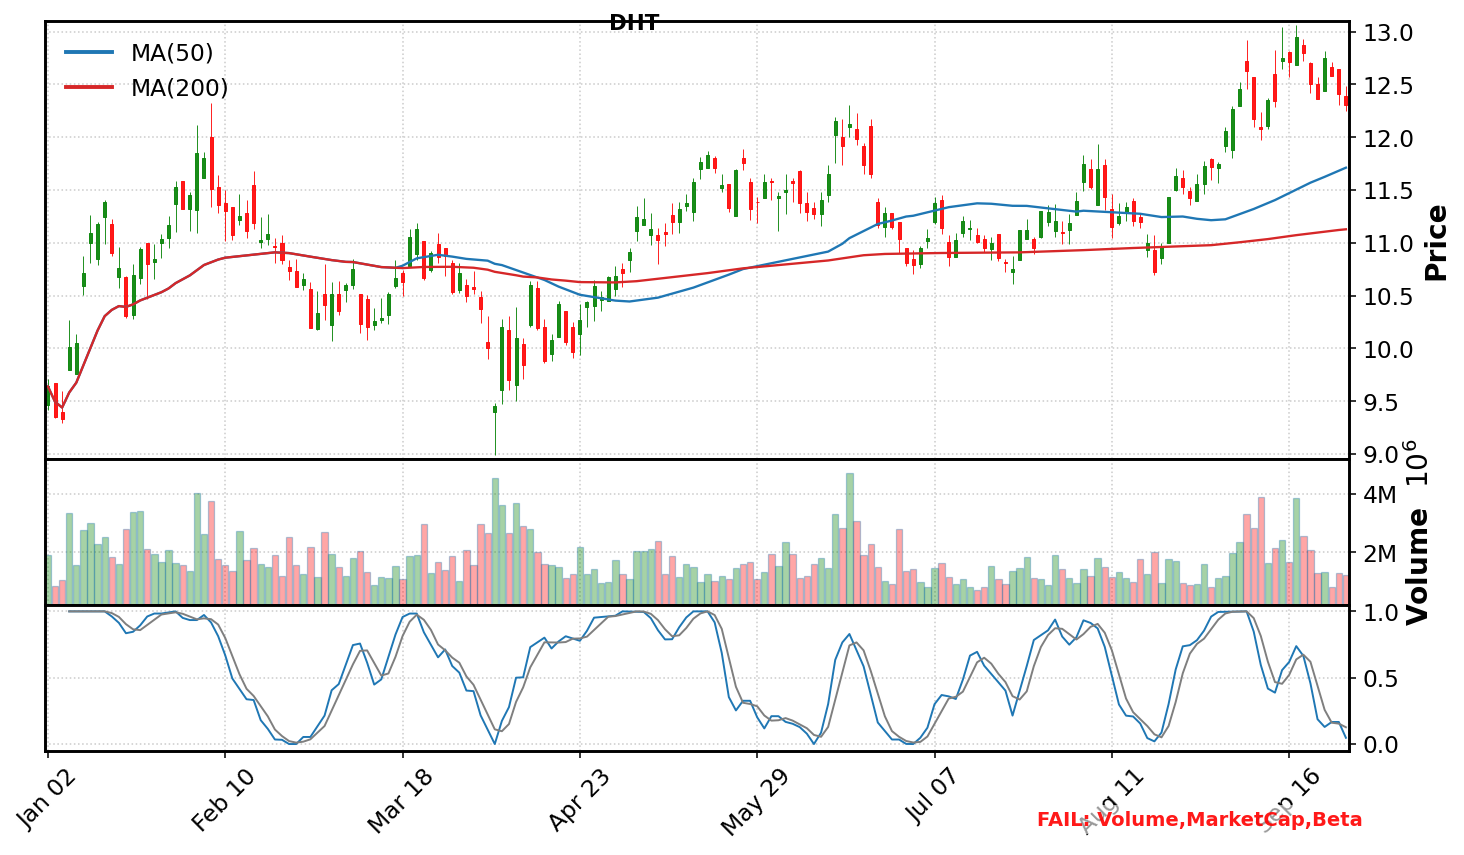 DHT
MA(50)
MA(200)
13.0
12.5
12.0
11.5
11.0
10.5
10.0
9.5
9.0
Price
4M
2M
Volume 10^6
1.0
0.5
0.0
Jan 02
Feb 10
Mar 18
Apr 23
May 29
Jul 07
Aug 11
Sep 16
FAIL: Volume,MarketCap,Beta